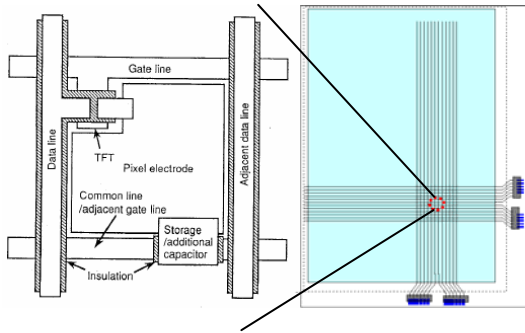 Gate line
Data line
Adjacent data line
TFT
Pixel electrode
Common line
/adjacent gate line
Storage
/additional
capacitor
Insulation